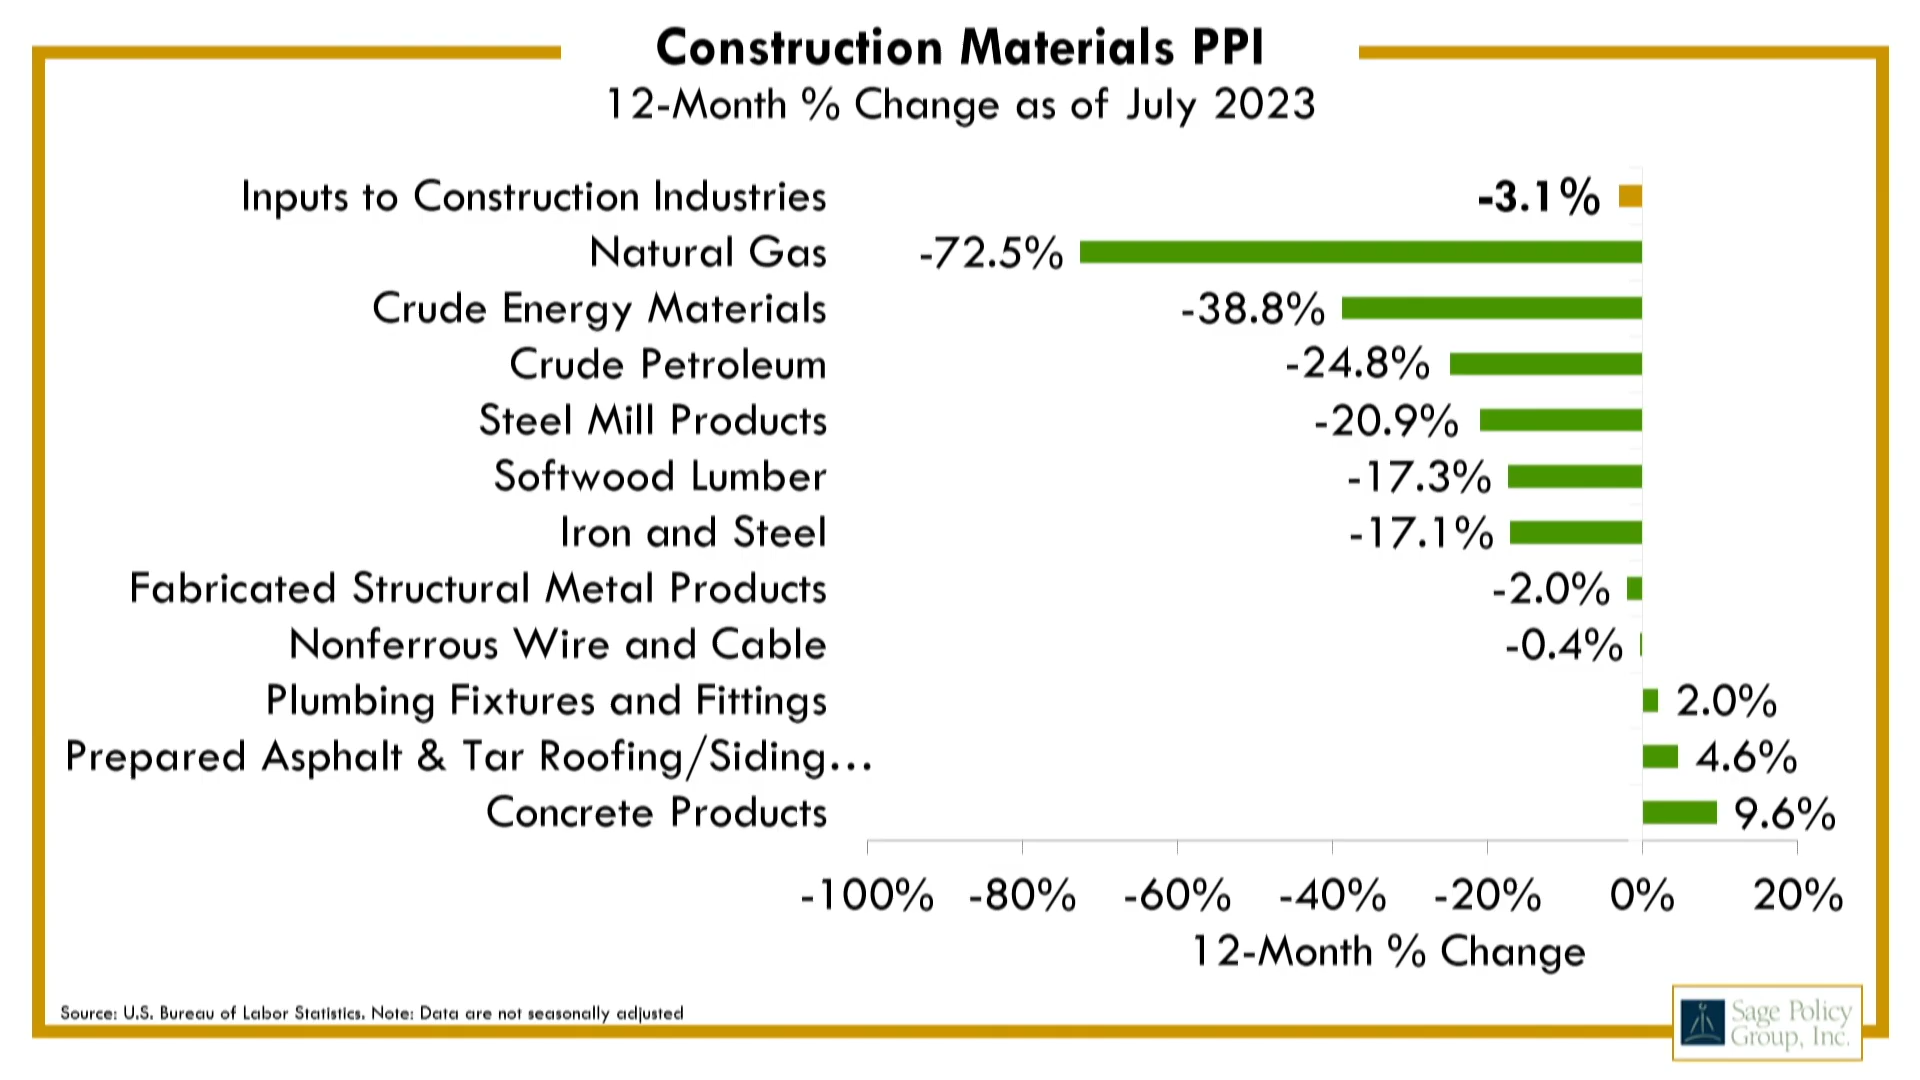 Construction Materials PPI
12-Month % Change as of July 2023
Inputs to Construction Industries -3.1%
Natural Gas -72.5%
Crude Energy Materials -38.8%
Crude Petroleum -24.8%
Steel Mill Products -20.9%
Softwood Lumber -17.3%
Iron and Steel -17.1%
Fabricated Structural Metal Products -2.0%
Nonferrous Wire and Cable -0.4%
Plumbing Fixtures and Fittings 2.0%
Prepared Asphalt & Tar Roofing/Siding... 4.6%
Concrete Products 9.6%
-100% -80% -60% -40% -20% 0% 20%
12-Month % Change
Source: U.S. Bureau of Labor Statistics. Note: Data are not seasonally adjusted
Sage Policy
Group, Inc.